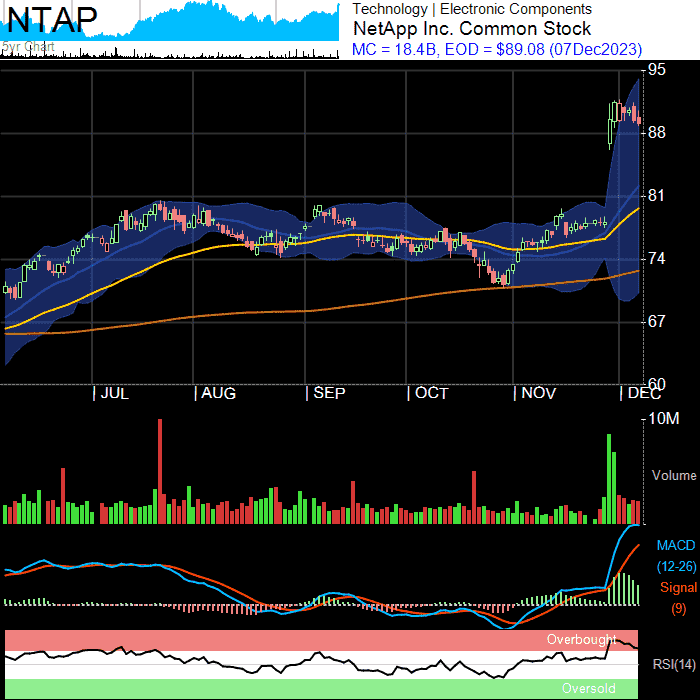 NTAP
5yr Chart
Technology | Electronic Components
NetApp Inc. Common Stock
MC = 18.4B, EOD = $89.08 (07Dec2023)
95
88
81
74
67
60
| JUL | AUG | SEP | OCT | NOV | DEC
10M
Volume
MACD
(12-26)
Signal
(9)
Overbought
RSI(14)
Oversold